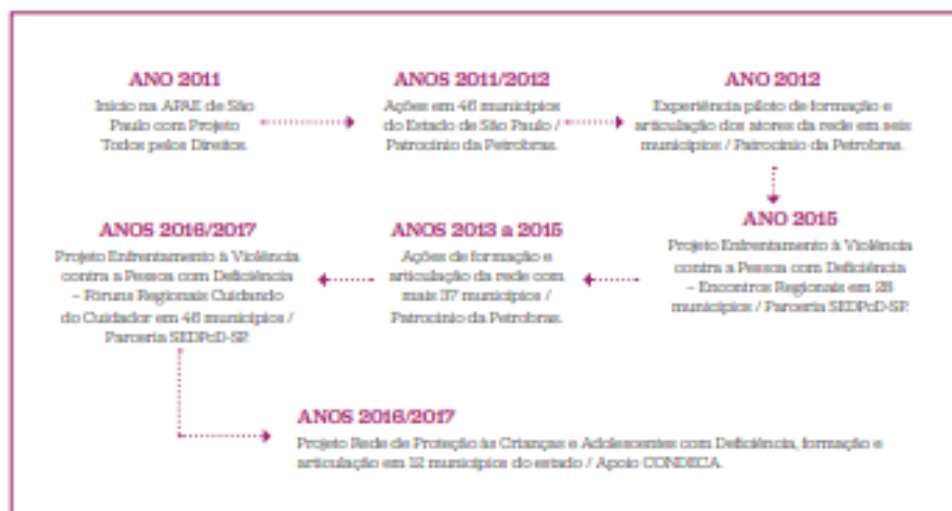 ANO 2011
Início na APAE de São
Paulo com Projeto
Todos pelos Direitos.
ANOS 2011/2012
Ações em 46 municípios
do Estado de São Paulo /
Patrocínio da Petrobras.
ANO 2012
Experiência piloto de formação e
articulação dos atores da rede em seis
municípios / Patrocínio da Petrobras.
ANO 2015
Projeto Enfrentamento à Violência
contra a Pessoa com Deficiência
– Encontros Regionais em 28
municípios / Parceria SEDPcD-SP.
ANOS 2013 a 2015
Ações de formação e
articulação da rede com
mais 37 municípios /
Patrocínio da Petrobras.
ANOS 2016/2017
Projeto Enfrentamento à Violência
contra a Pessoa com Deficiência
– Fóruns Regionais Cuidando
do Cuidador em 46 municípios /
Parceria SEDPcD-SP.
ANOS 2016/2017
Projeto Rede de Proteção às Crianças e Adolescentes com Deficiência, formação e
articulação em 12 municípios do estado / Apoio CONDECA.